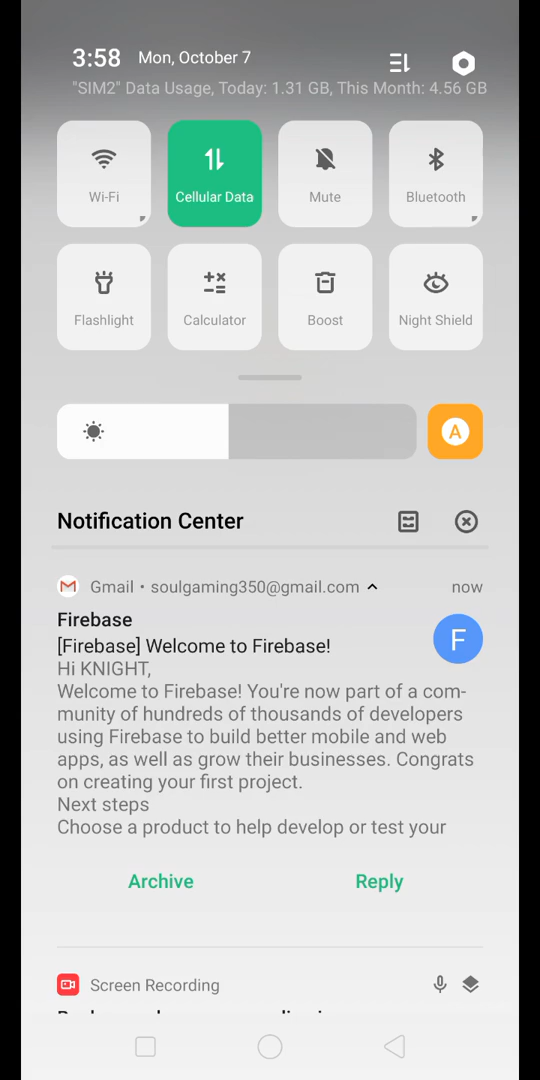 3:58 Mon, October 7
"SIM2" Data Usage, Today: 1.31 GB, This Month: 4.56 GB
Wi-Fi Cellular Data Mute Bluetooth
Flashlight Calculator Boost Night Shield
A
Notification Center
Gmail • soulgaming350@gmail.com now
Firebase
F
[Firebase] Welcome to Firebase!
Hi KNIGHT,
Welcome to Firebase! You're now part of a com-
munity of hundreds of thousands of developers
using Firebase to build better mobile and web
apps, as well as grow their businesses. Congrats
on creating your first project.
Next steps
Choose a product to help develop or test your
Archive Reply
Screen Recording